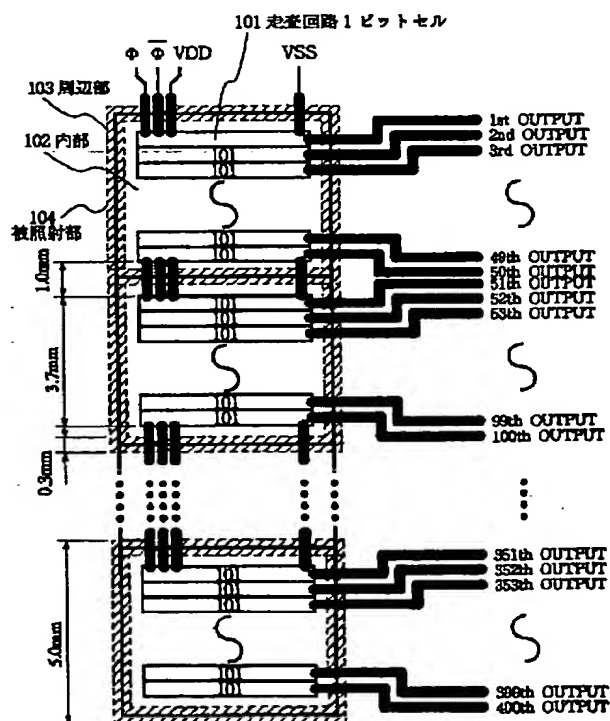 101 走査回路1ビットセル
Φ Φ̅ VDD VSS
103 周辺部
102 内部
104
被照射部
1st OUTPUT
2nd OUTPUT
3rd OUTPUT
49th OUTPUT
50th OUTPUT
51th OUTPUT
52th OUTPUT
53th OUTPUT
99th OUTPUT
100th OUTPUT
1.0mm
3.7mm
0.3mm
351th OUTPUT
352th OUTPUT
353th OUTPUT
5.0mm
399th OUTPUT
400th OUTPUT